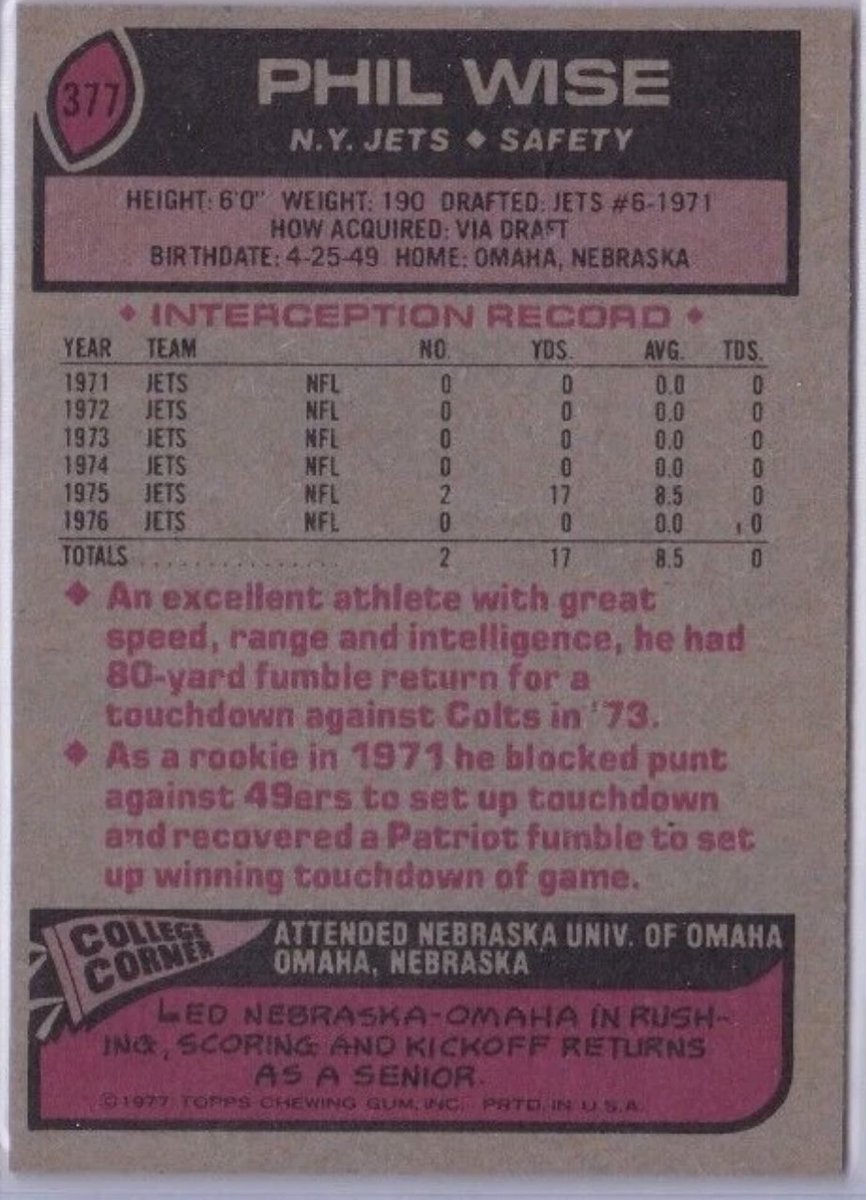 377
PHIL WISE
N.Y. JETS ◆ SAFETY
HEIGHT: 6'0" WEIGHT: 190 DRAFTED: JETS #6-1971
HOW ACQUIRED: VIA DRAFT
BIRTHDATE: 4-25-49 HOME: OMAHA, NEBRASKA
◆ INTERCEPTION RECORD ◆
YEAR TEAM NO. YDS. AVG. TDS.
1971 JETS NFL 0 0 0.0 0
1972 JETS NFL 0 0 0.0 0
1973 JETS NFL 0 0 0.0 0
1974 JETS NFL 0 0 0.0 0
1975 JETS NFL 2 17 8.5 0
1976 JETS NFL 0 0 0.0 0
TOTALS . . . . . . . . . . . . . . . . 2 17 8.5 0
◆ An excellent athlete with great
speed, range and intelligence, he had
80-yard fumble return for a
touchdown against Colts in '73.
◆ As a rookie in 1971 he blocked punt
against 49ers to set up touchdown
and recovered a Patriot fumble to set
up winning touchdown of game.
COLLEGE
CORNER
ATTENDED NEBRASKA UNIV. OF OMAHA
OMAHA, NEBRASKA
LED NEBRASKA-OMAHA IN RUSH-
ING, SCORING AND KICKOFF RETURNS
AS A SENIOR.
©1977 TOPPS CHEWING GUM, INC. PRTD. IN U.S.A.